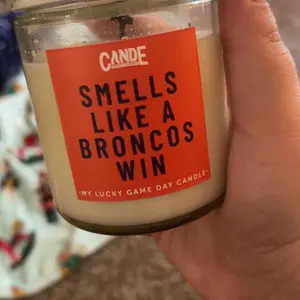 CANDE
SMELLS
LIKE A
BRONCOS
WIN
•MY LUCKY GAME DAY CANDLE•